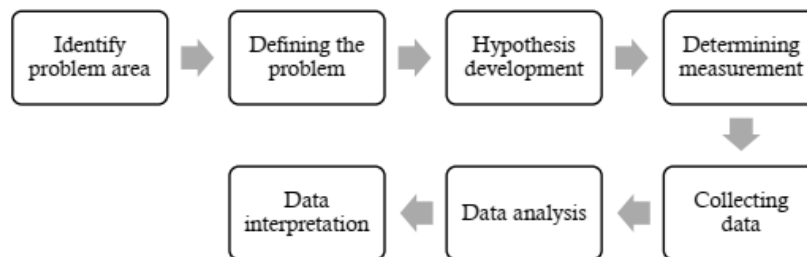 Identify
problem area
Defining the
problem
Hypothesis
development
Determining
measurement
Collecting
data
Data analysis
Data
interpretation